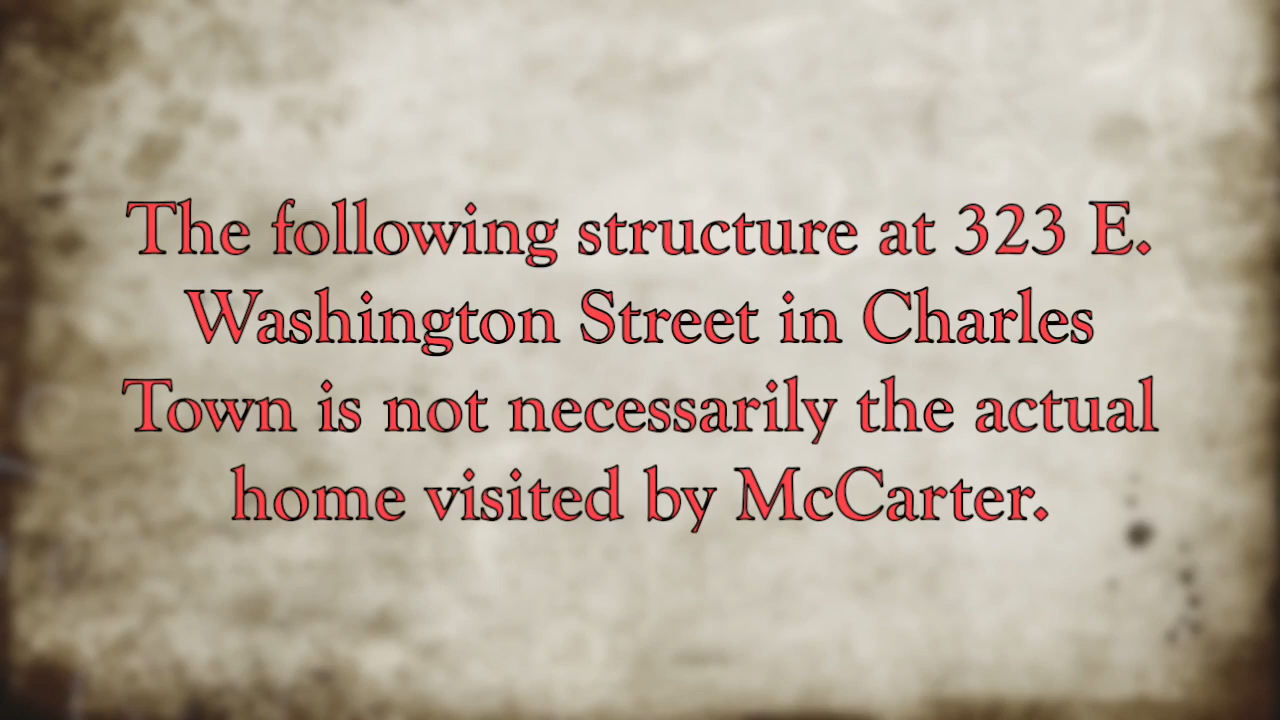 The following structure at 323 E.
Washington Street in Charles
Town is not necessarily the actual
home visited by McCarter.